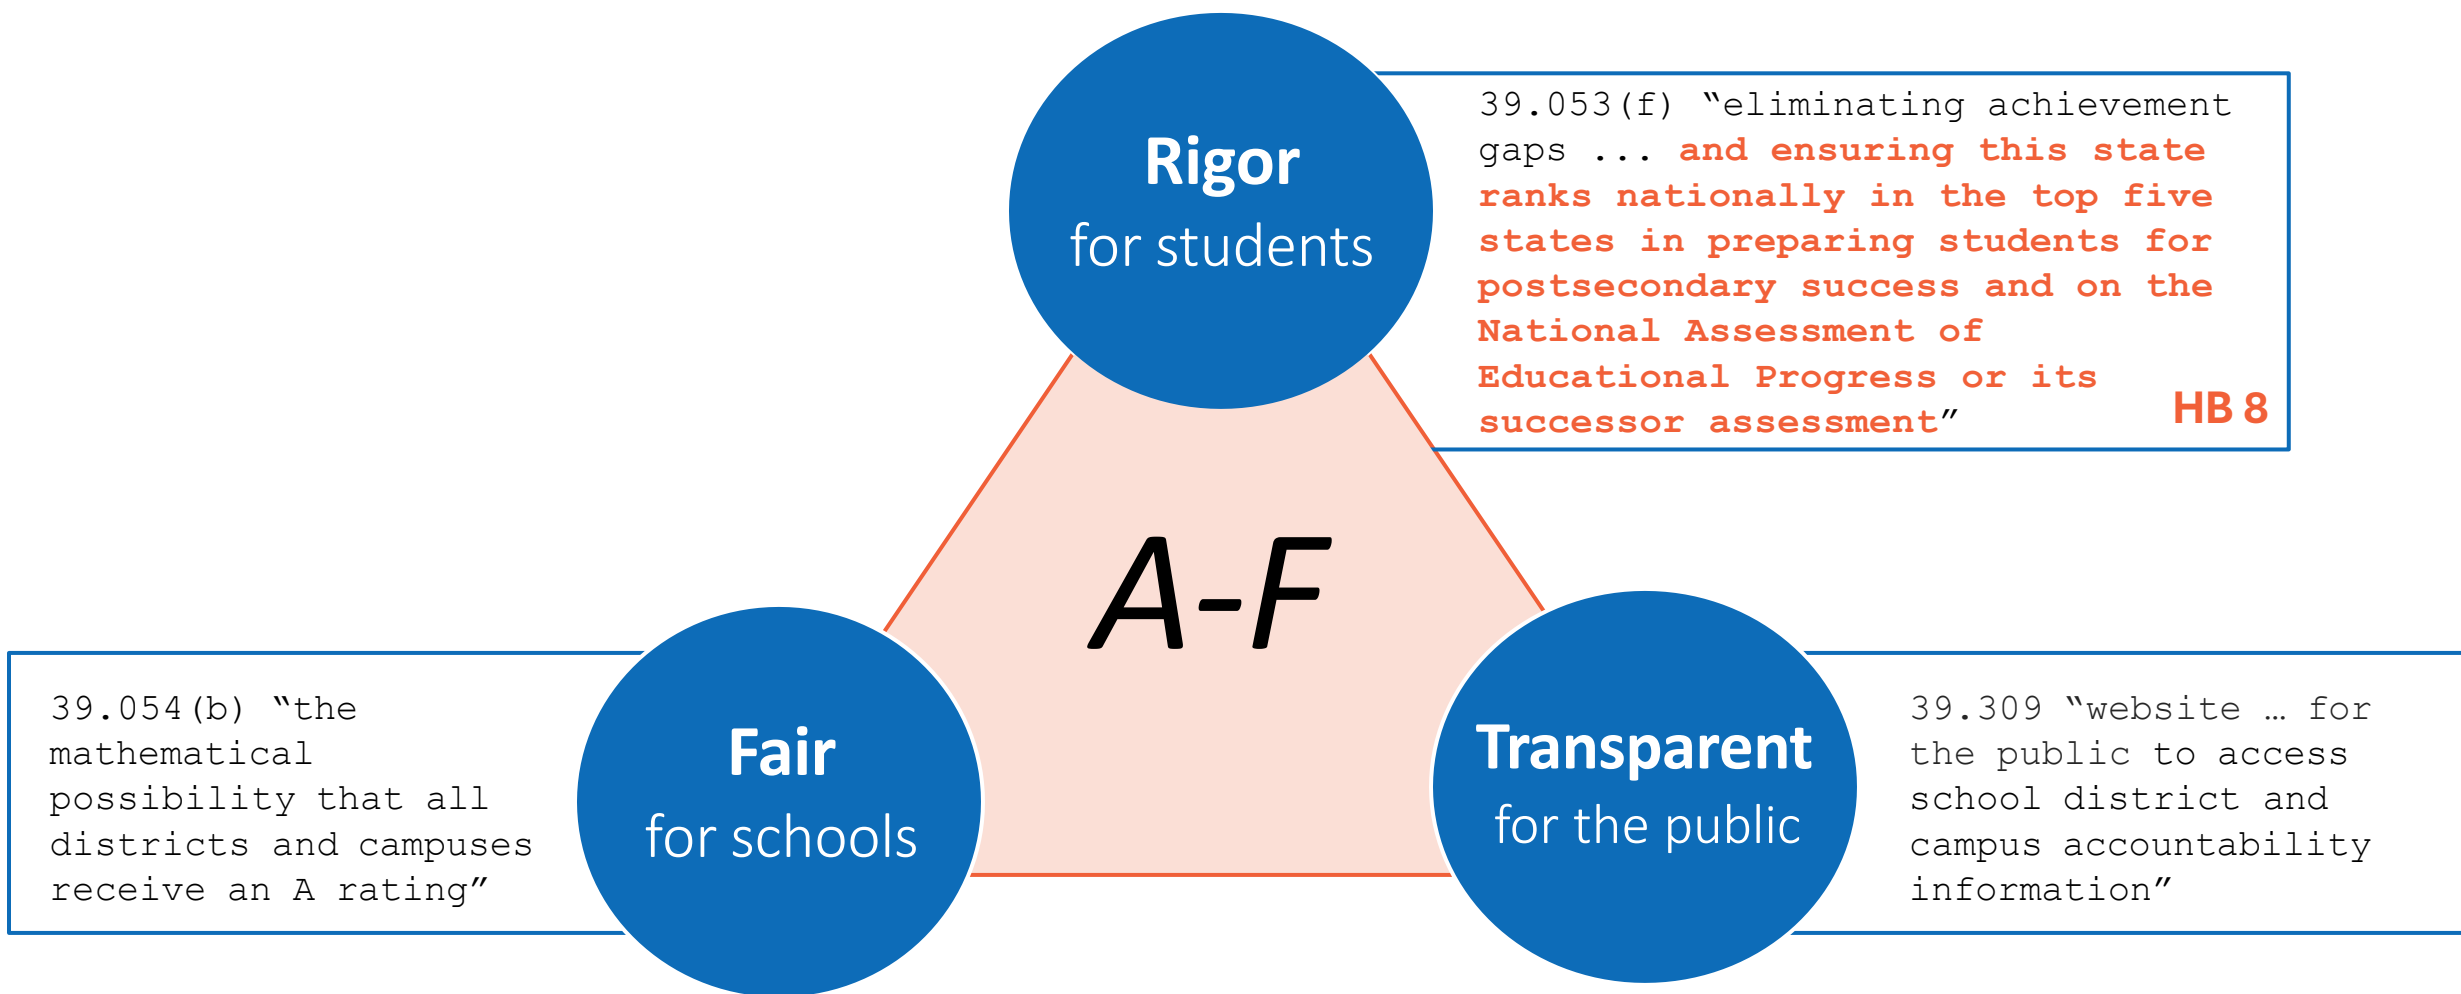 Rigor
for students
39.053(f) “eliminating achievement
gaps ... and ensuring this state
ranks nationally in the top five
states in preparing students for
postsecondary success and on the
National Assessment of
Educational Progress or its
successor assessment”
HB 8
A-F
39.054(b) “the
mathematical
possibility that all
districts and campuses
receive an A rating”
Fair
for schools
Transparent
for the public
39.309 “website … for
the public to access
school district and
campus accountability
information”